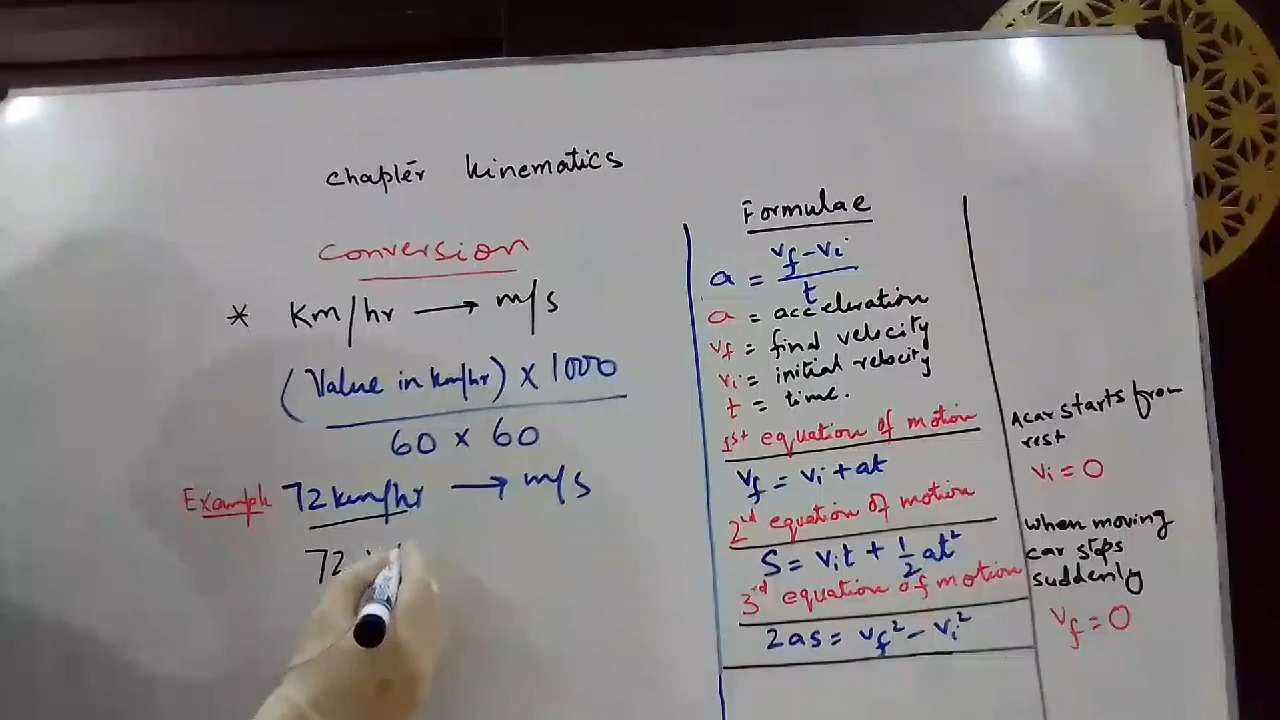 Chapter Kinematics
Conversion
* Km/hr → m/s
(Value in km/hr) × 1000
60 × 60
Example 72 km/hr → m/s
72
Formulae
a = vf - vi / t
a = acceleration
vf = final velocity
vi = initial velocity
t = time.
1st equation of motion
vf = vi + at
2nd equation of motion
S = vit + 1/2 at²
3rd equation of motion
2as = vf² - vi²
A car starts from
rest
vi = 0
when moving
car stops
suddenly
vf = 0